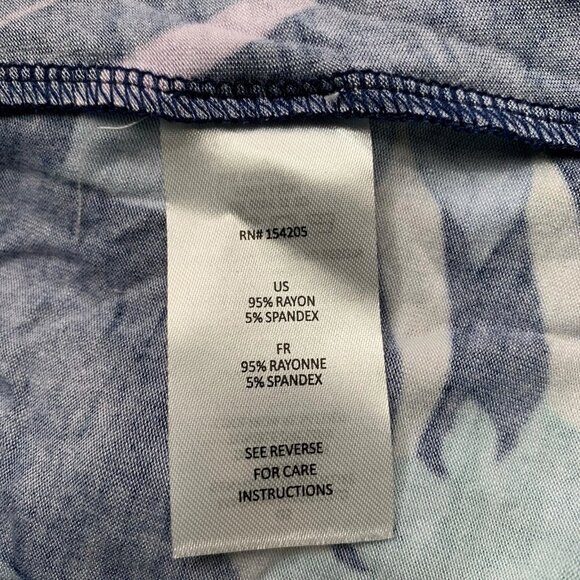 RN# 154205
US
95% RAYON
5% SPANDEX
FR
95% RAYONNE
5% SPANDEX
SEE REVERSE
FOR CARE
INSTRUCTIONS